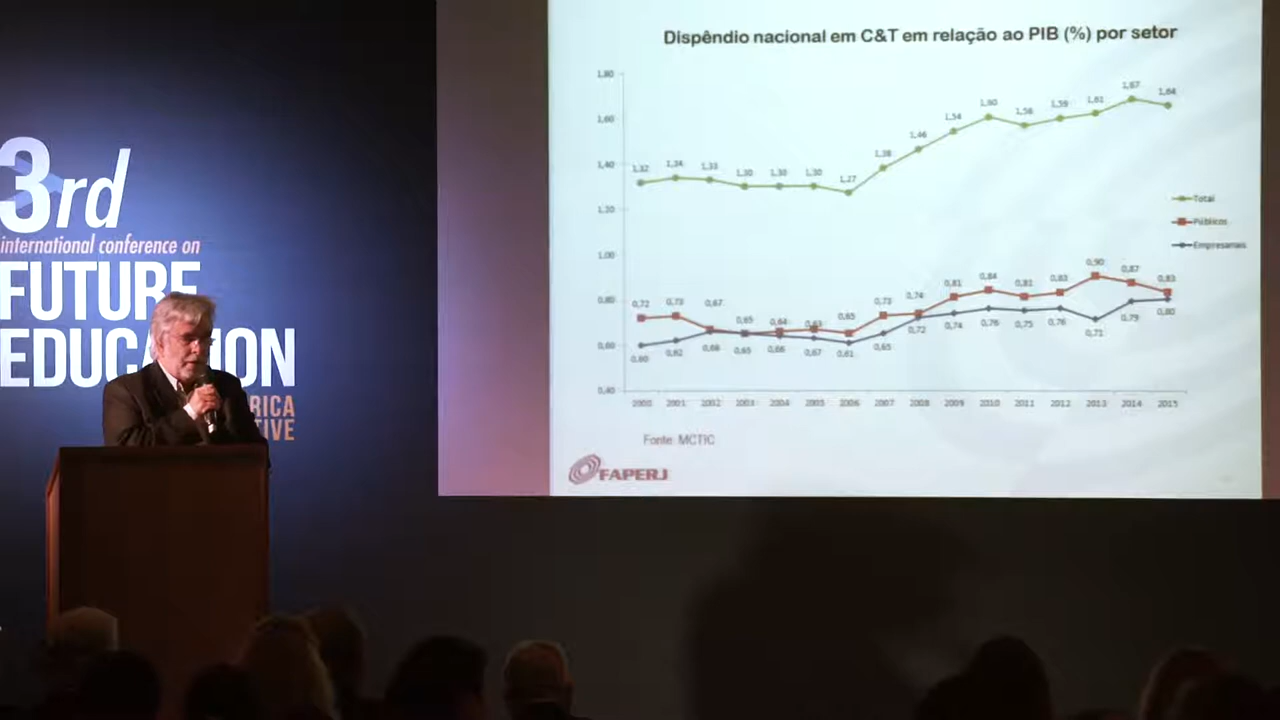 3rd
international conference on
FUTURE
EDUCA ION
RICA
TIVE
Dispêndio nacional em C&T em relação ao PIB (%) por setor
1,80
1,60
1,40
1,20
1,00
0,80
0,60
0,40
1,32 1,34 1,33 1,30 1,30 1,30 1,27 1,38 1,46 1,54 1,60 1,56 1,59 1,61 1,67 1,64
Total
Públicos
Empresariais
0,72 0,73 0,67 0,65 0,64 0,63 0,65 0,73 0,74 0,81 0,84 0,81 0,83 0,90 0,87 0,83
0,60 0,62 0,66 0,65 0,66 0,67 0,61 0,65 0,72 0,74 0,76 0,75 0,76 0,71 0,79 0,80
2000 2001 2002 2003 2004 2005 2006 2007 2008 2009 2010 2011 2012 2013 2014 2015
Fonte: MCTIC
FAPERJ